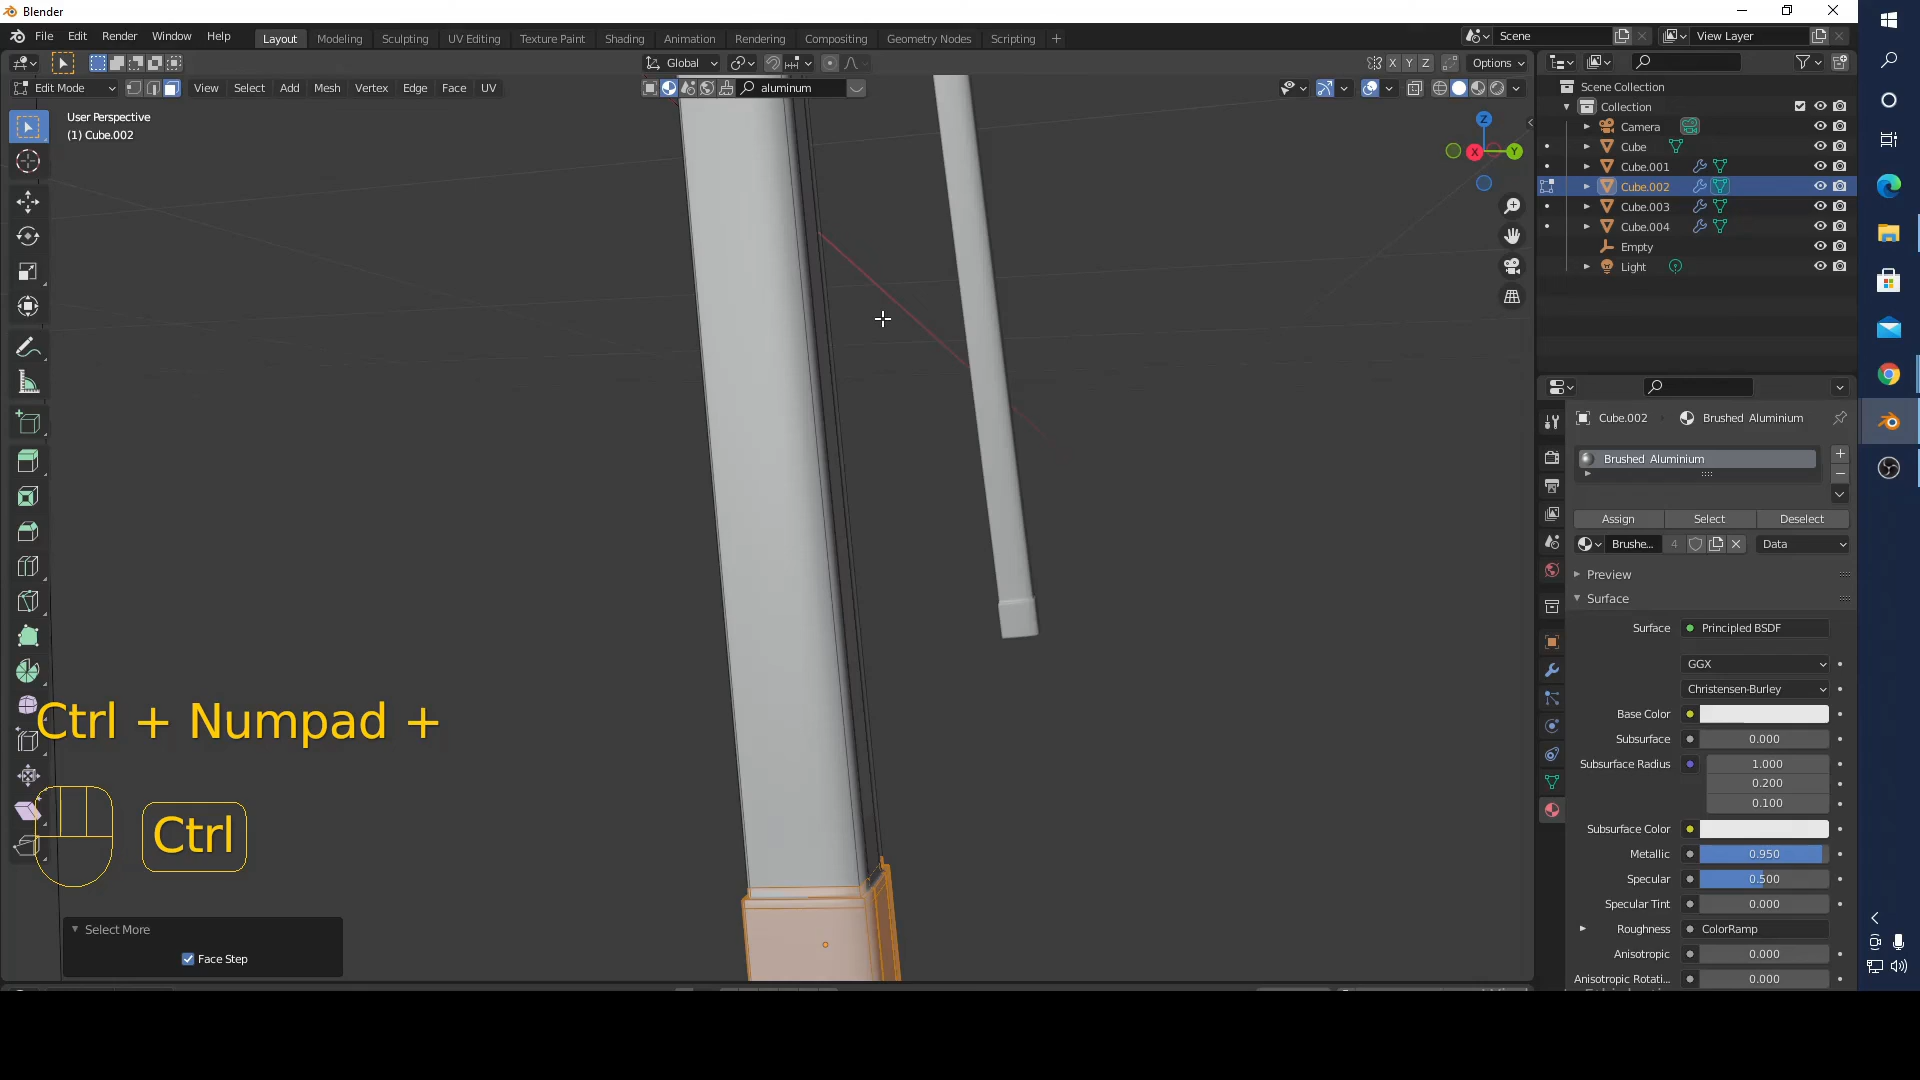 Blender
File Edit Render Window Help Layout Modeling Sculpting UV Editing Texture Paint Shading Animation Rendering Compositing Geometry Nodes Scripting Scene View Layer
Global X Y Z Options
Edit Mode View Select Add Mesh Vertex Edge Face UV aluminum
User Perspective
(1) Cube.002
Z
X Y
Scene Collection
Collection
Camera
Cube
Cube.001
Cube.002
Cube.003
Cube.004
Empty
Light
Cube.002 Brushed Aluminium
Brushed Aluminium
Assign Select Deselect
Brushe... 4 Data
Preview
Surface
Surface Principled BSDF
GGX
Christensen-Burley
Base Color
Subsurface 0.000
Subsurface Radius 1.000
0.200
0.100
Subsurface Color
Metallic 0.950
Specular 0.500
Specular Tint 0.000
Roughness ColorRamp
Anisotropic 0.000
Anisotropic Rotati... 0.000
Ctrl + Numpad +
Ctrl
Select More
Face Step